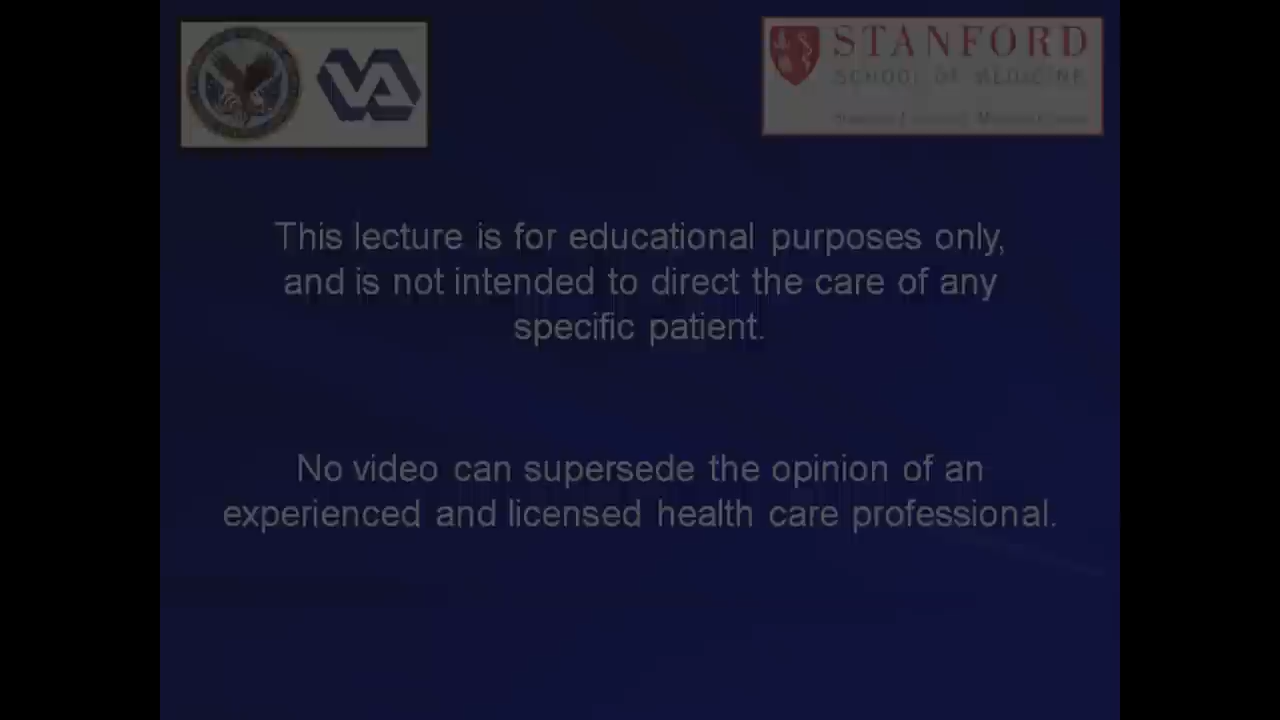 VA
STANFORD
SCHOOL OF MEDICINE
This lecture is for educational purposes only,
and is not intended to direct the care of any
specific patient.
No video can supersede the opinion of an
experienced and licensed health care professional.